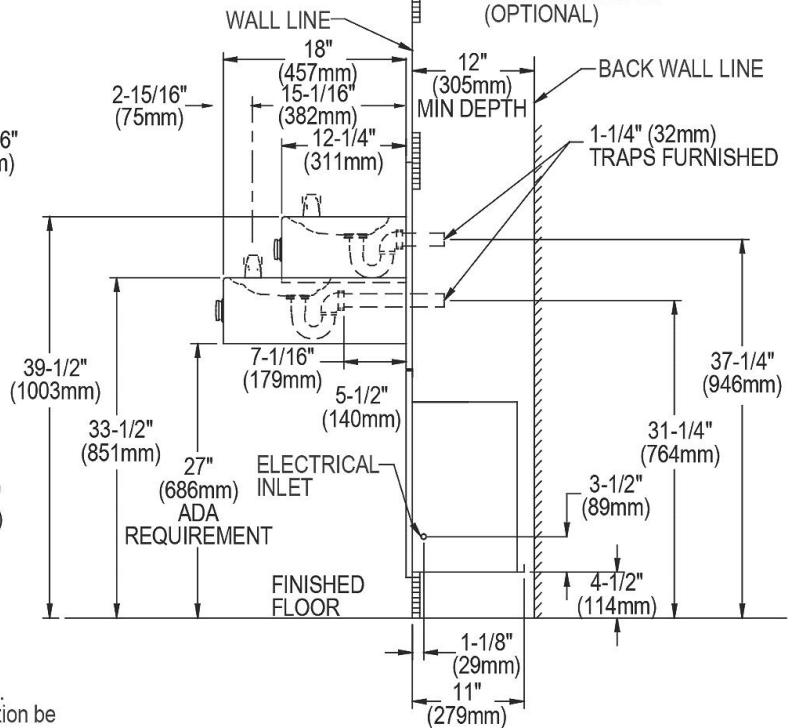 (OPTIONAL)
WALL LINE
18"
(457mm)
12"
(305mm)
MIN DEPTH
BACK WALL LINE
2-15/16"
(75mm)
15-1/16"
(382mm)
12-1/4"
(311mm)
1-1/4" (32mm)
TRAPS FURNISHED
6"
39-1/2"
(1003mm)
7-1/16"
(179mm)
37-1/4"
(946mm)
5-1/2"
(140mm)
33-1/2"
(851mm)
31-1/4"
(764mm)
27"
(686mm)
ADA
REQUIREMENT
ELECTRICAL
INLET
3-1/2"
(89mm)
FINISHED
FLOOR
4-1/2"
(114mm)
1-1/8"
(29mm)
11"
(279mm)
tion be